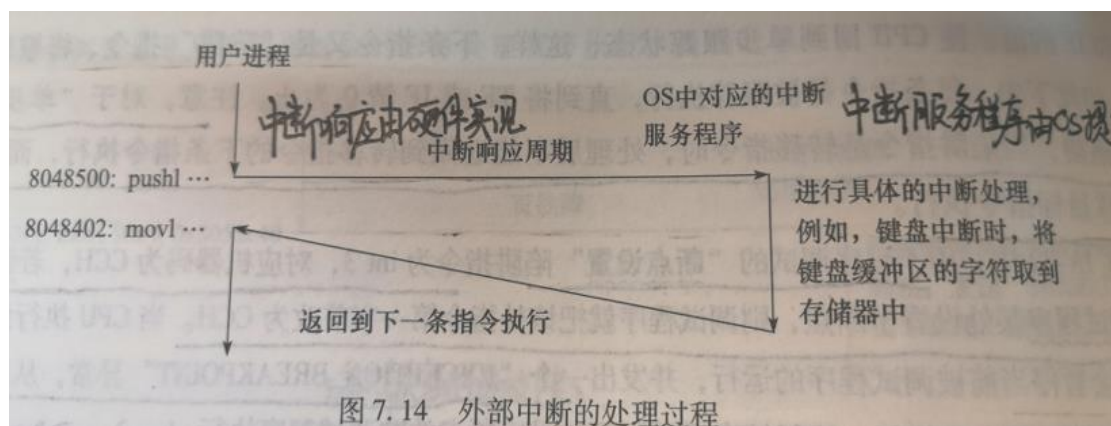 用户进程
中断响应由硬件实现
OS中对应的中断
服务程序
中断服务程序由OS
中断响应周期
8048500: pushl …
8048402: movl …
进行具体的中断处理,
例如,键盘中断时,将
键盘缓冲区的字符取到
存储器中
返回到下一条指令执行
图 7.14 外部中断的处理过程